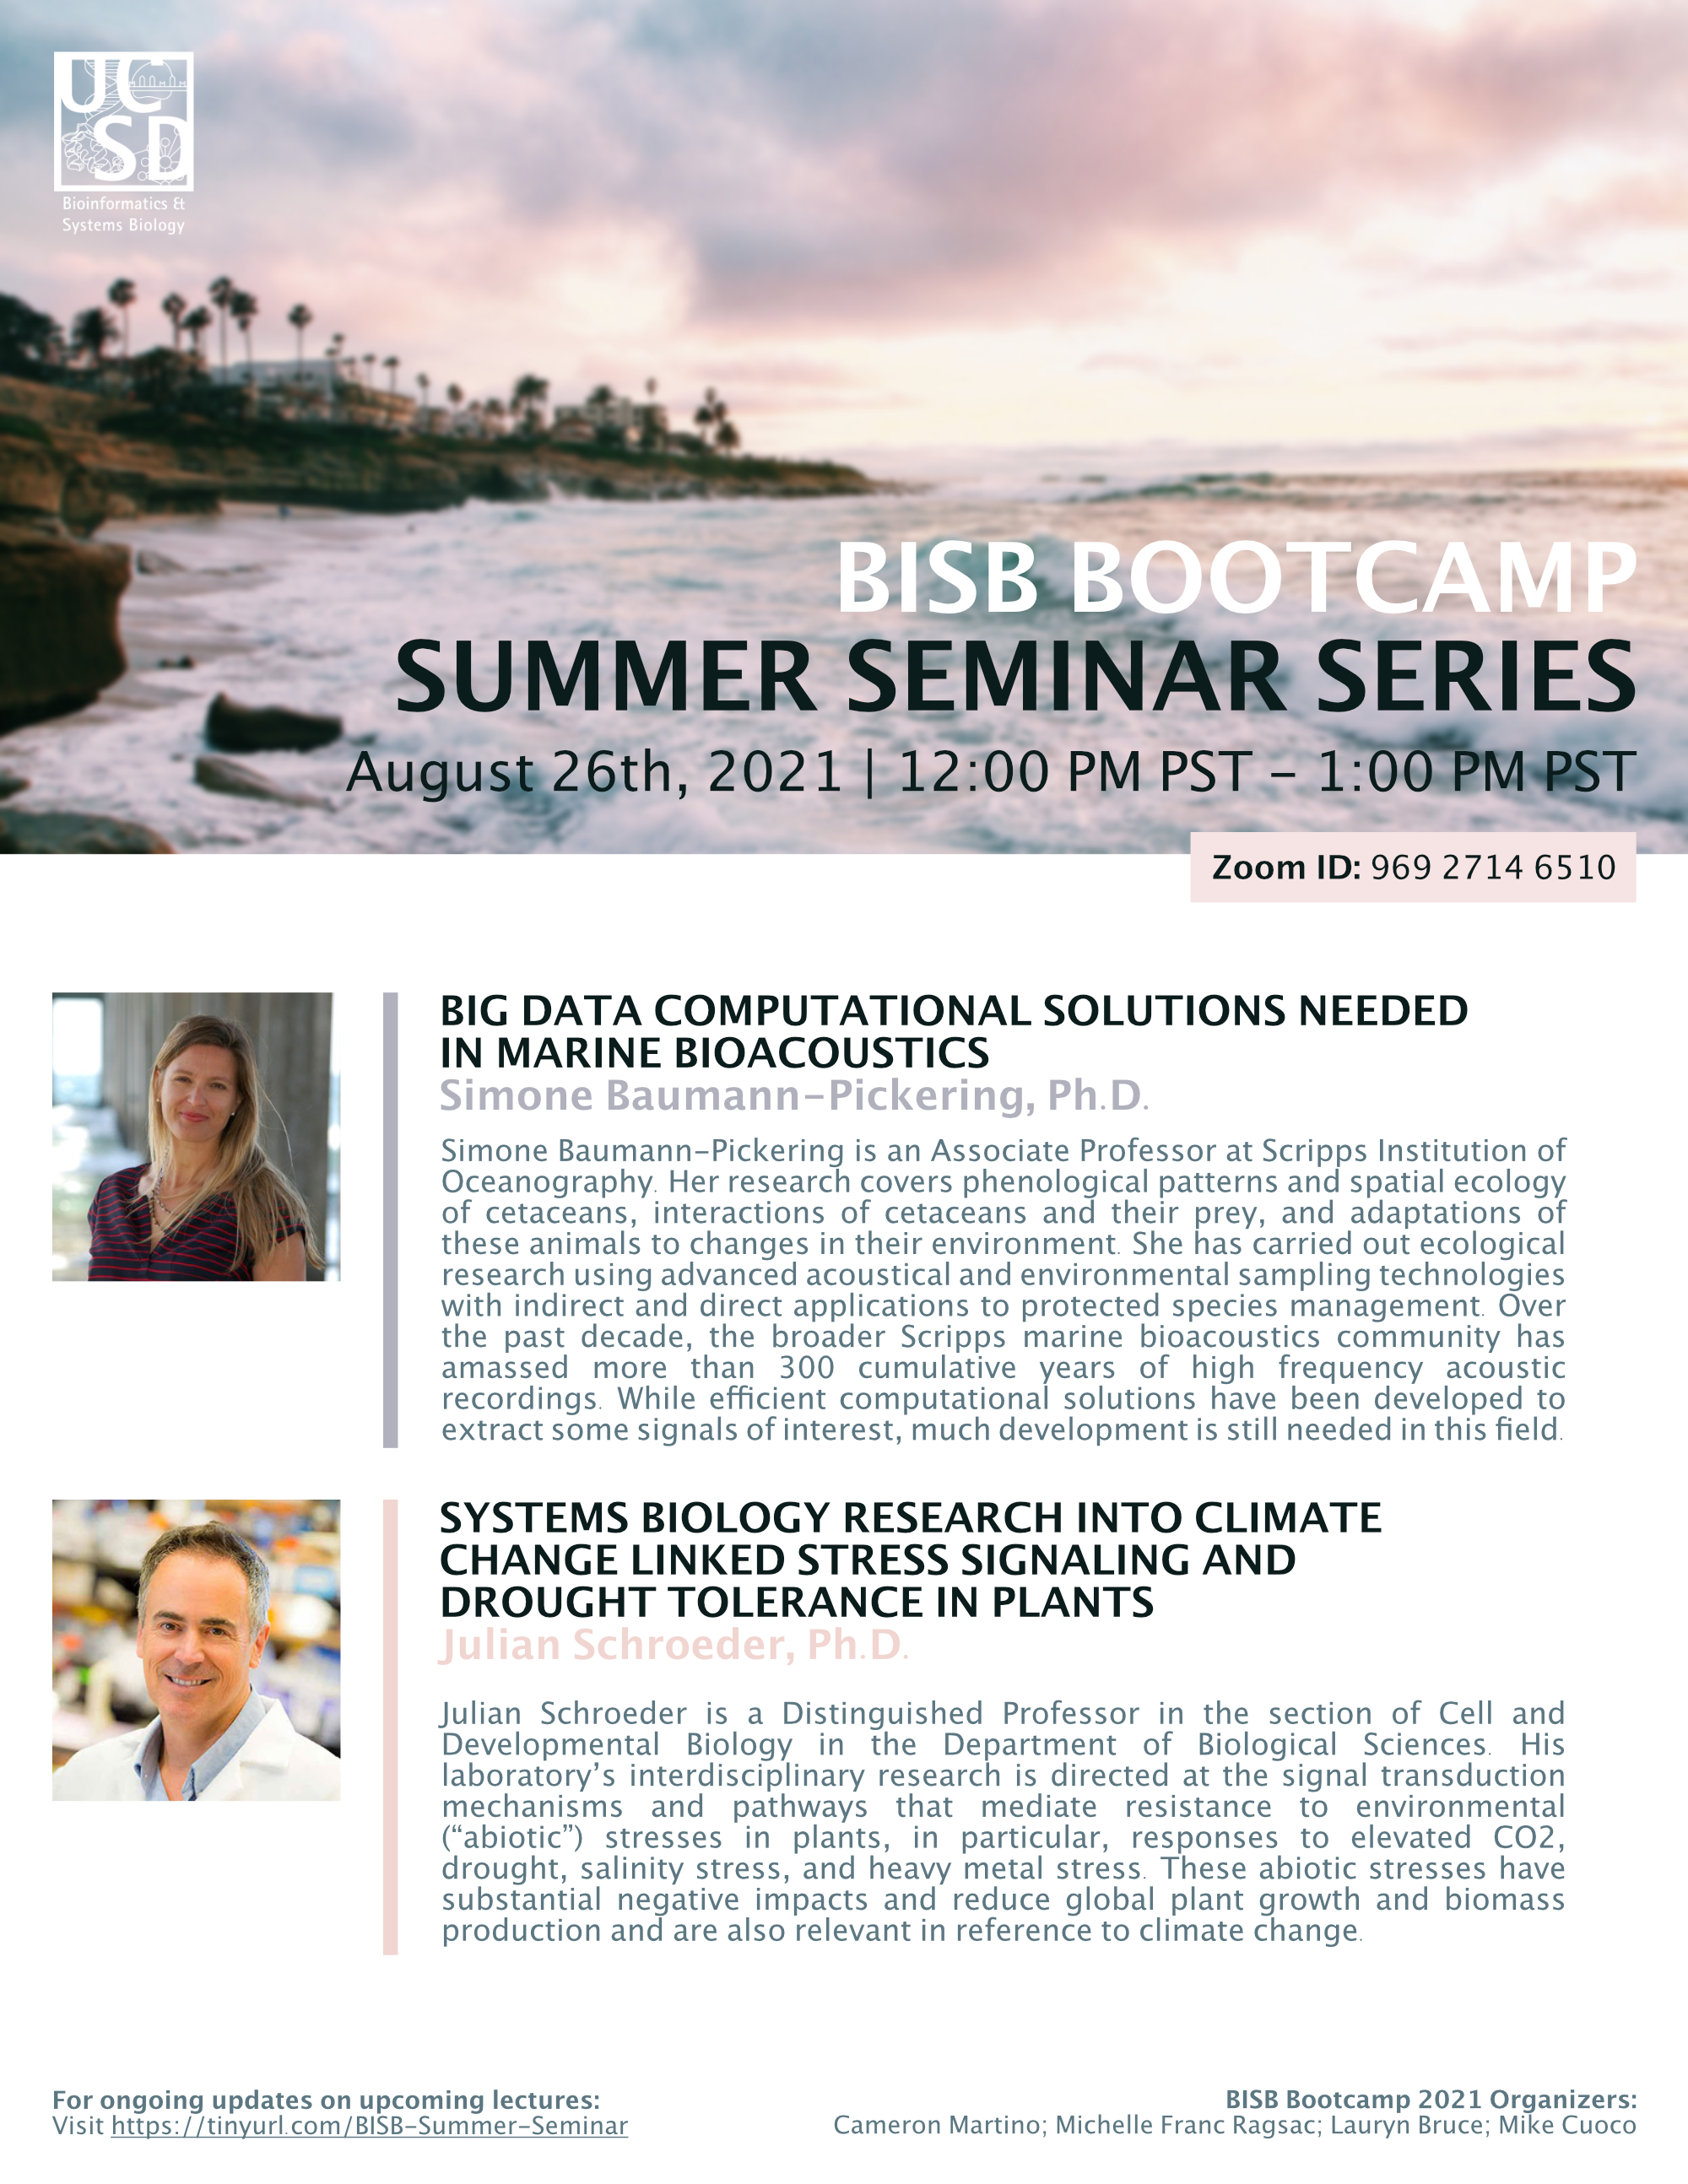 UC
SD
Bioinformatics &
Systems Biology
BISB BOOTCAMP
SUMMER SEMINAR SERIES
August 26th, 2021 | 12:00 PM PST – 1:00 PM PST
Zoom ID: 969 2714 6510
BIG DATA COMPUTATIONAL SOLUTIONS NEEDED
IN MARINE BIOACOUSTICS
Simone Baumann-Pickering, Ph.D.
Simone Baumann-Pickering is an Associate Professor at Scripps Institution of
Oceanography. Her research covers phenological patterns and spatial ecology
of cetaceans, interactions of cetaceans and their prey, and adaptations of
these animals to changes in their environment. She has carried out ecological
research using advanced acoustical and environmental sampling technologies
with indirect and direct applications to protected species management. Over
the past decade, the broader Scripps marine bioacoustics community has
amassed more than 300 cumulative years of high frequency acoustic
recordings. While efficient computational solutions have been developed to
extract some signals of interest, much development is still needed in this field.
SYSTEMS BIOLOGY RESEARCH INTO CLIMATE
CHANGE LINKED STRESS SIGNALING AND
DROUGHT TOLERANCE IN PLANTS
Julian Schroeder, Ph.D.
Julian Schroeder is a Distinguished Professor in the section of Cell and
Developmental Biology in the Department of Biological Sciences. His
laboratory’s interdisciplinary research is directed at the signal transduction
mechanisms and pathways that mediate resistance to environmental
(“abiotic”) stresses in plants, in particular, responses to elevated CO2,
drought, salinity stress, and heavy metal stress. These abiotic stresses have
substantial negative impacts and reduce global plant growth and biomass
production and are also relevant in reference to climate change.
For ongoing updates on upcoming lectures:
Visit https://tinyurl.com/BISB-Summer-Seminar
BISB Bootcamp 2021 Organizers:
Cameron Martino; Michelle Franc Ragsac; Lauryn Bruce; Mike Cuoco